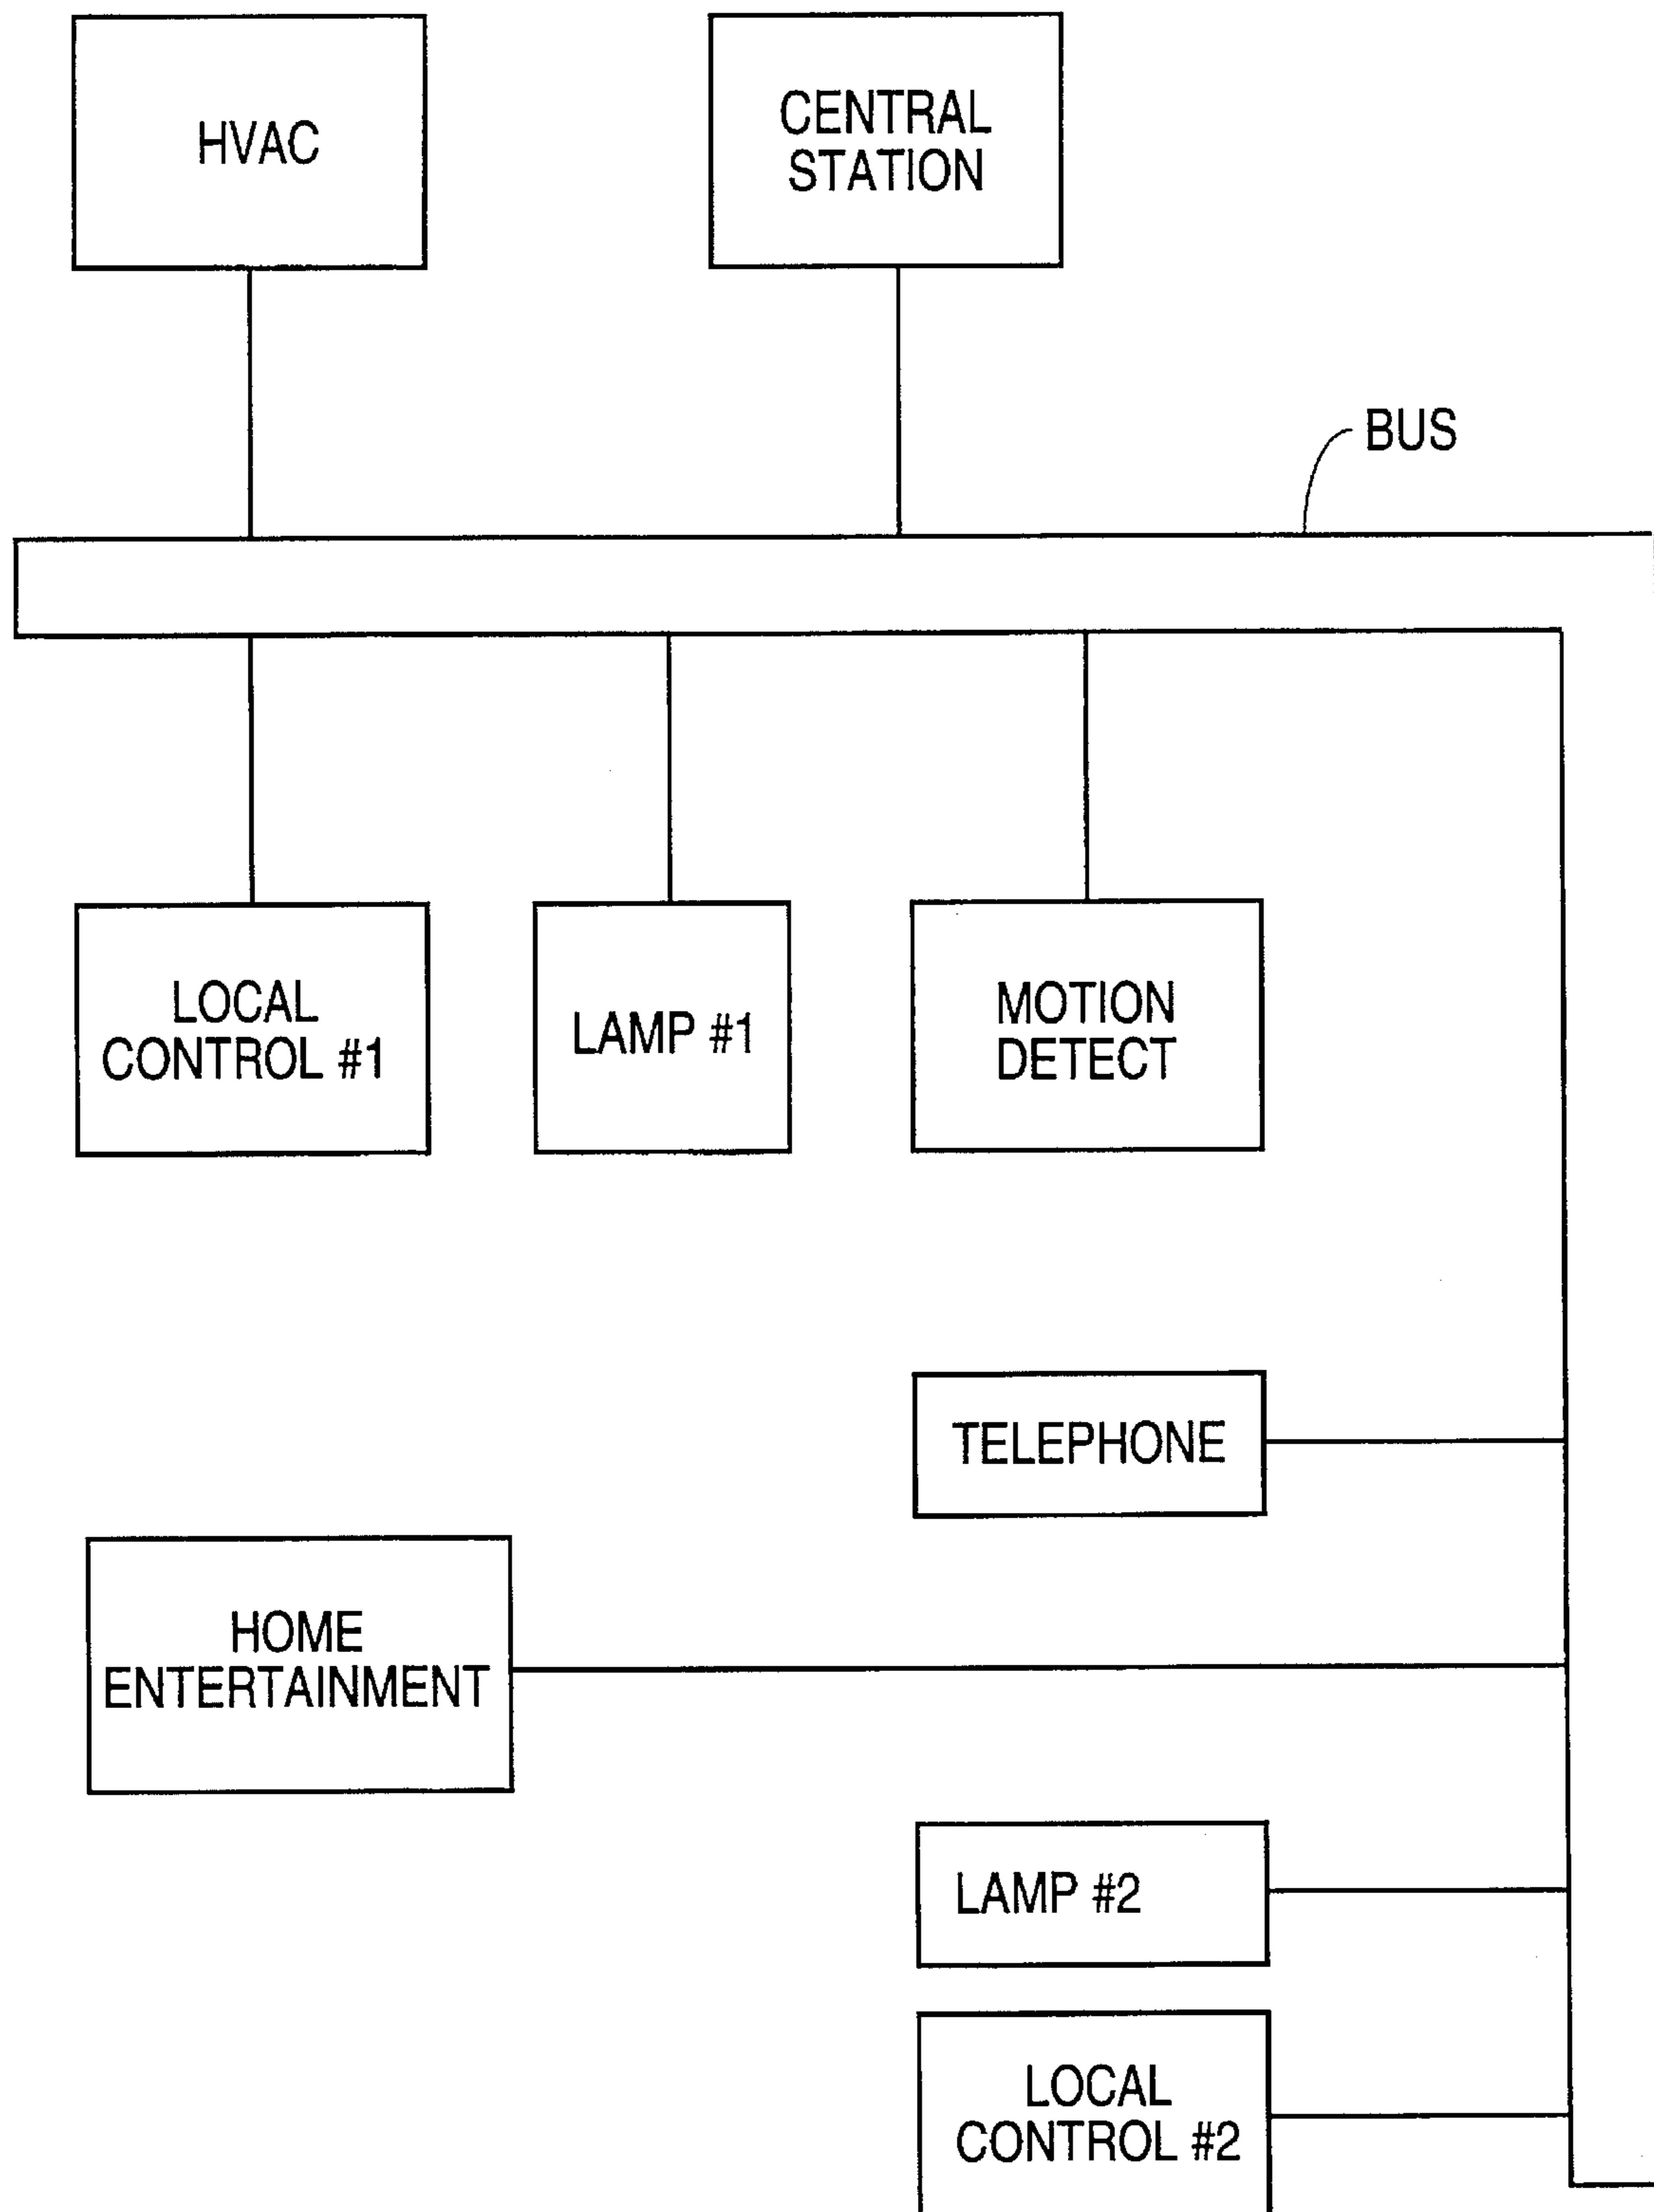 HVAC
CENTRAL
STATION
BUS
LOCAL
CONTROL #1
LAMP #1
MOTION
DETECT
TELEPHONE
HOME
ENTERTAINMENT
LAMP #2
LOCAL
CONTROL #2